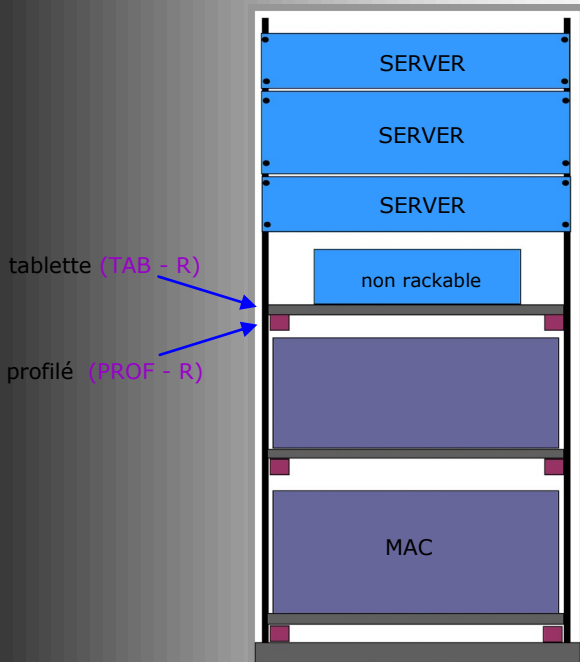 SERVER
SERVER
SERVER
tablette (TAB - R)
non rackable
profilé (PROF - R)
MAC